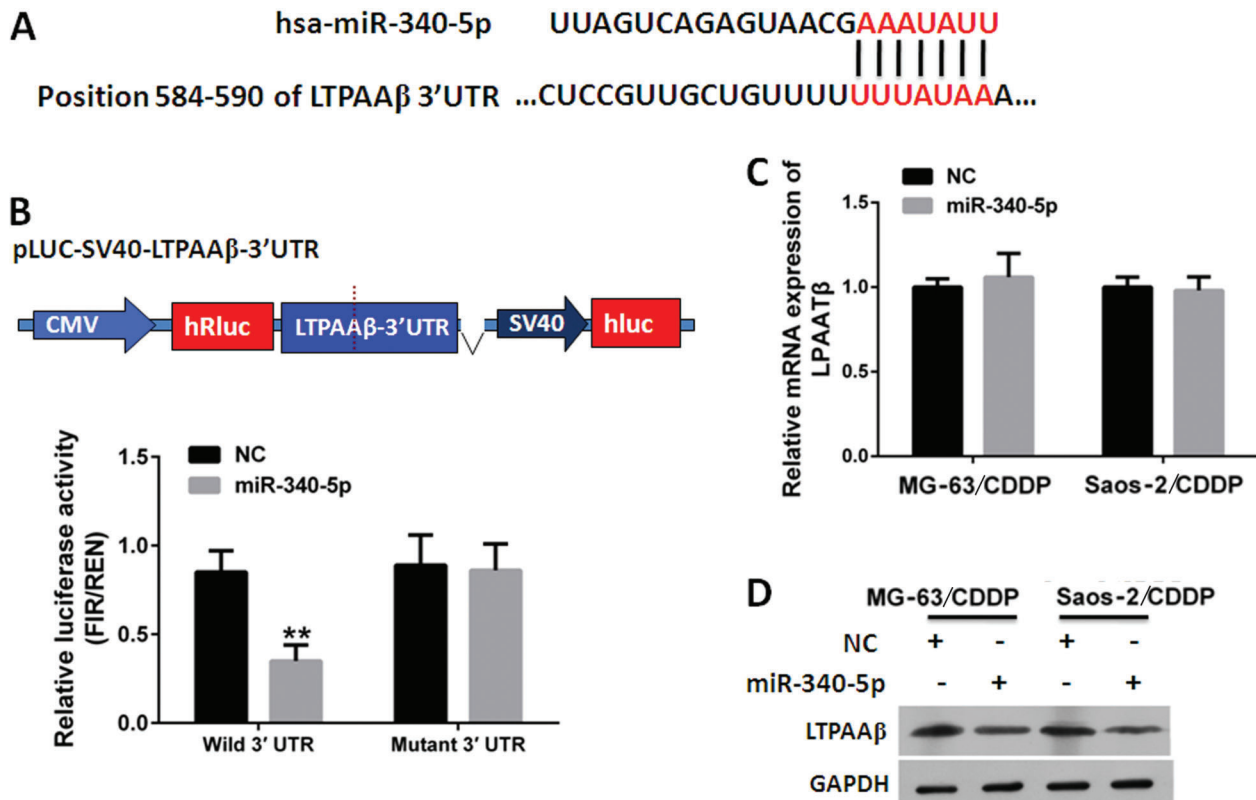 A
hsa-miR-340-5p UUAGUCAGAGUAACGAAAUAUU
Position 584-590 of LTPAAβ 3'UTR ...CUCCGUUGCUGUUUUUUUAUAAA...
B
pLUC-SV40-LTPAAβ-3'UTR
CMV hRluc LTPAAβ-3'UTR SV40 hluc
Relative luciferase activity
(FIR/REN)
1.5
1.0
0.5
0.0
NC
miR-340-5p
**
Wild 3' UTR Mutant 3' UTR
C
Relative mRNA expression of
LPAATβ
1.5
1.0
0.5
0.0
NC
miR-340-5p
MG-63/CDDP Saos-2/CDDP
D
MG-63/CDDP Saos-2/CDDP
NC + - + -
miR-340-5p - + - +
LTPAAβ
GAPDH